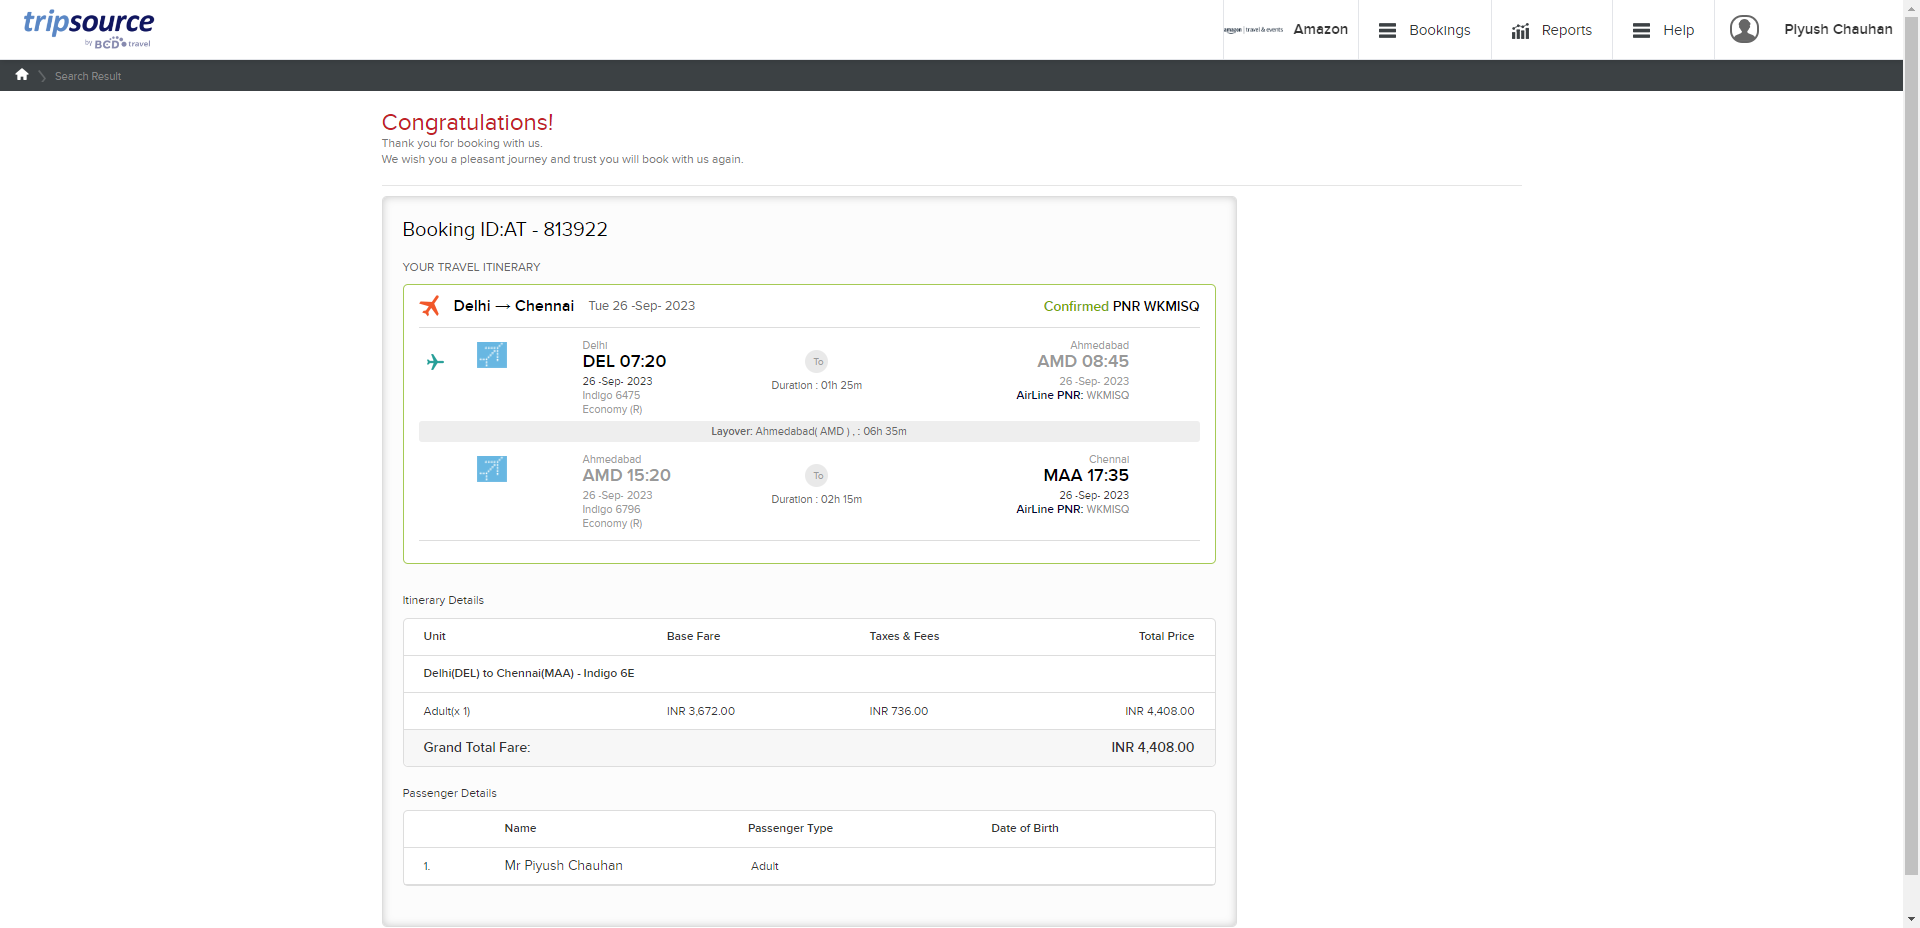 tripsource
by BCD travel
amazon | travel & events
Amazon
Bookings
Reports
Help
Piyush Chauhan
Search Result
Congratulations!
Thank you for booking with us.
We wish you a pleasant journey and trust you will book with us again.
Booking ID:AT - 813922
YOUR TRAVEL ITINERARY
Delhi → Chennai Tue 26 -Sep- 2023 Confirmed PNR WKMISQ
Delhi
DEL 07:20
26 -Sep- 2023
Indigo 6475
Economy (R)
To
Duration : 01h 25m
Ahmedabad
AMD 08:45
26 -Sep- 2023
AirLine PNR: WKMISQ
Layover: Ahmedabad( AMD ) , : 06h 35m
Ahmedabad
AMD 15:20
26 -Sep- 2023
Indigo 6796
Economy (R)
To
Duration : 02h 15m
Chennai
MAA 17:35
26 -Sep- 2023
AirLine PNR: WKMISQ
Itinerary Details
Unit Base Fare Taxes & Fees Total Price
Delhi(DEL) to Chennai(MAA) - Indigo 6E
Adult(x 1) INR 3,672.00 INR 736.00 INR 4,408.00
Grand Total Fare: INR 4,408.00
Passenger Details
Name Passenger Type Date of Birth
1. Mr Piyush Chauhan Adult